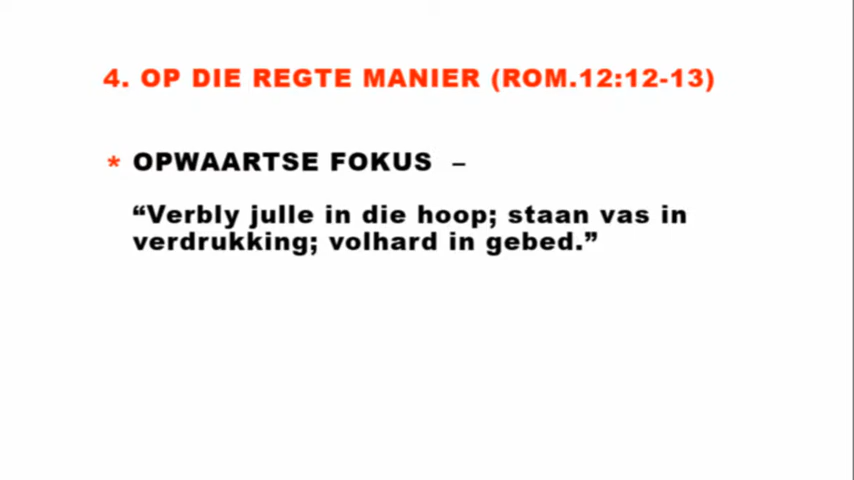 4. OP DIE REGTE MANIER (ROM.12:12-13)
* OPWAARTSE FOKUS –
“Verbly julle in die hoop; staan vas in
verdrukking; volhard in gebed.”